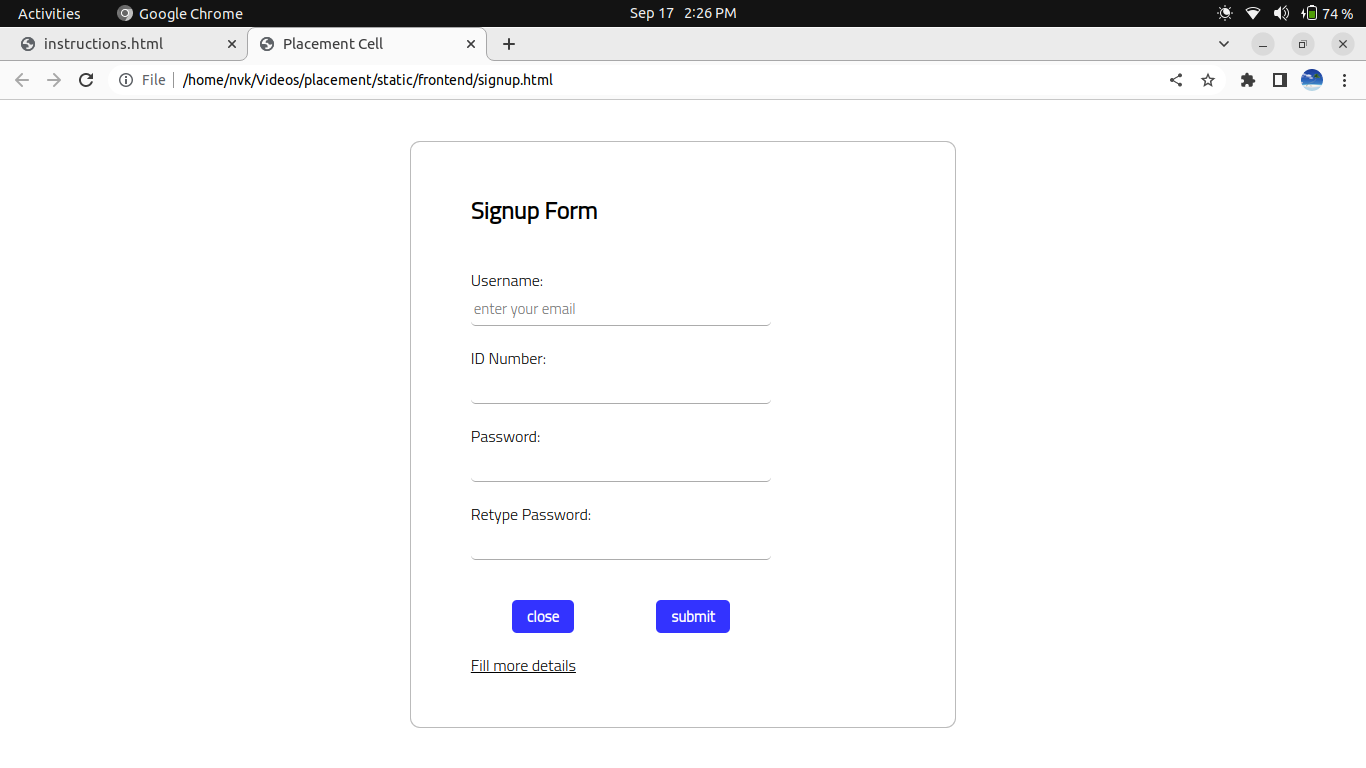 Activities Google Chrome Sep 17 2:26 PM 74 %
instructions.html Placement Cell
File /home/nvk/Videos/placement/static/frontend/signup.html
Signup Form
Username:
enter your email
ID Number:
Password:
Retype Password:
close submit
Fill more details